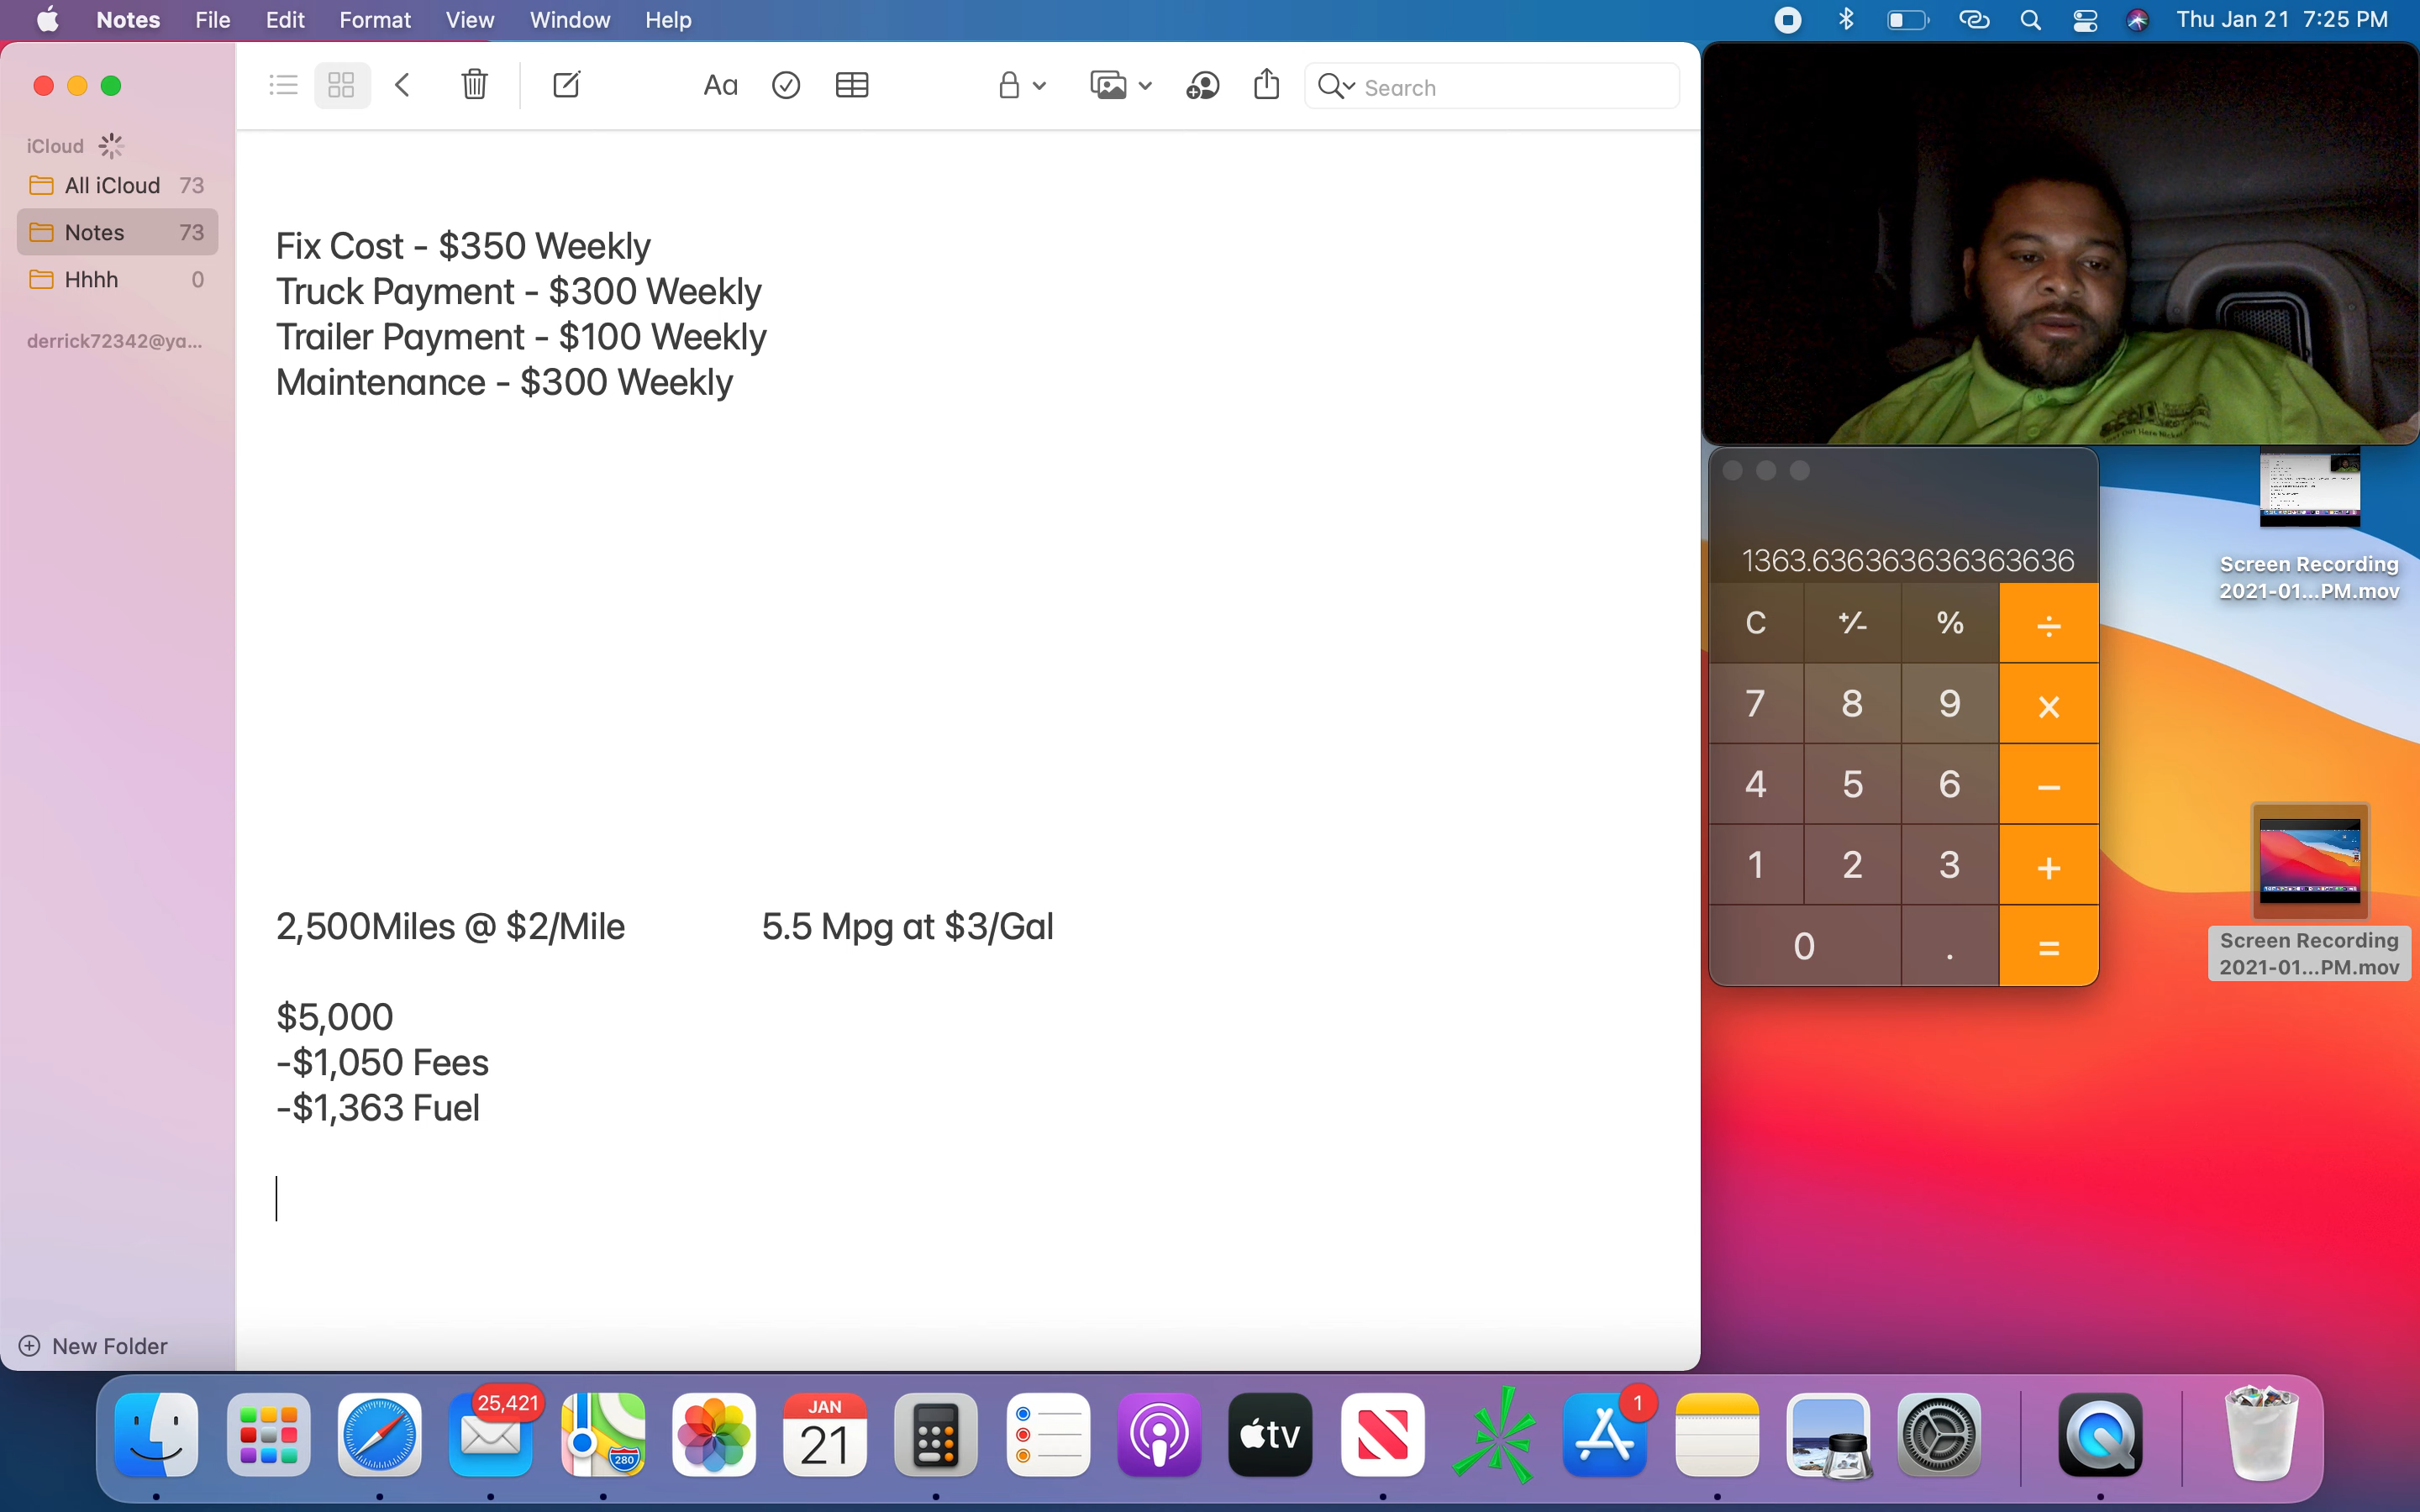 Notes File Edit Format View Window Help
Thu Jan 21 7:25 PM
Aa
Search
iCloud
All iCloud 73
Notes 73
Hhhh 0
derrick72342@ya...
New Folder
Fix Cost - $350 Weekly
Truck Payment - $300 Weekly
Trailer Payment - $100 Weekly
Maintenance - $300 Weekly
2,500Miles @ $2/Mile 5.5 Mpg at $3/Gal
$5,000
-$1,050 Fees
-$1,363 Fuel
1363.636363636363636
C +/- % ÷
7 8 9 ×
4 5 6 −
1 2 3 +
0 . =
Screen Recording
2021-01...PM.mov
Screen Recording
2021-01...PM.mov
25,421
280
JAN
21
tv
1